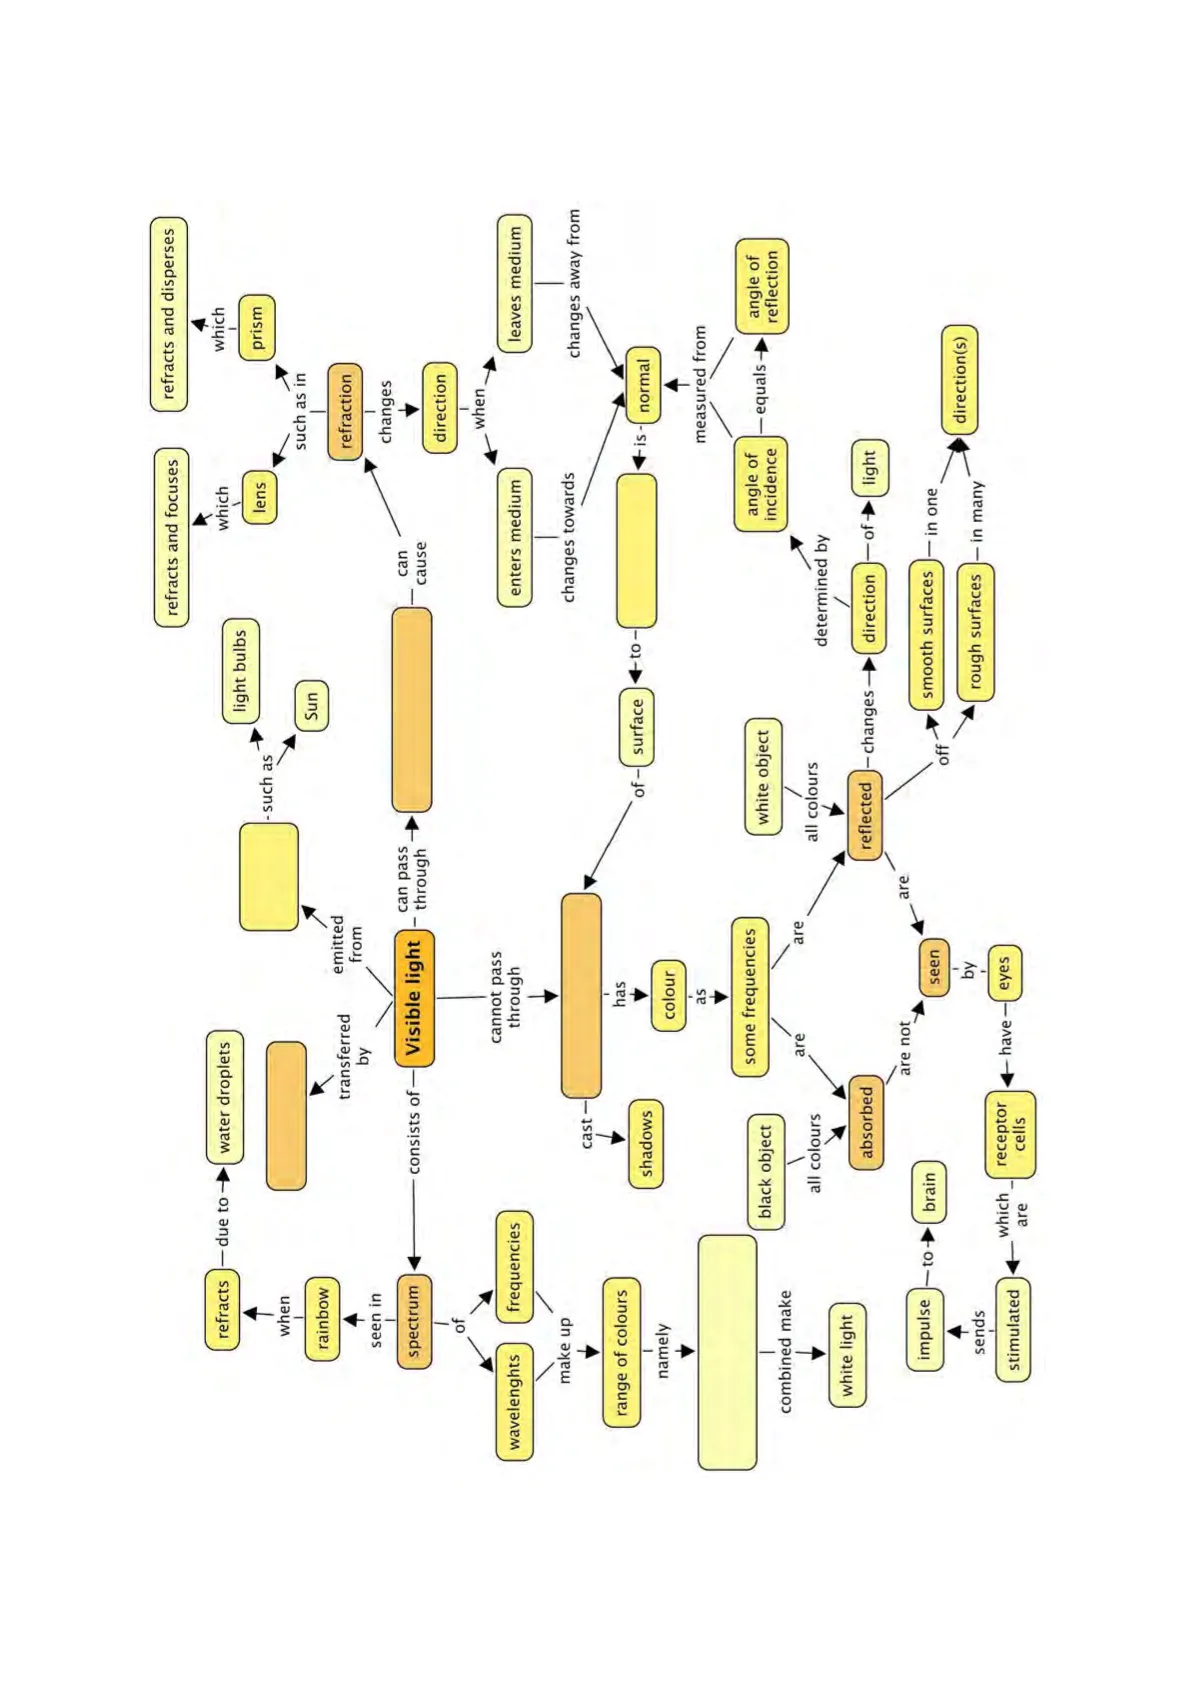 refracts and focuses
refracts and disperses
which
which
refracts
due to
water droplets
light bulbs
lens
prism
such as
when
such as in
rainbow
emitted
from
Sun
seen in
transferred
by
refraction
changes
spectrum
consists of
Visible light
can pass
through
can
cause
direction
of
when
wavelenghts
frequencies
cannot pass
through
enters medium
leaves medium
make up
changes towards
changes away from
cast
has
range of colours
shadows
of
surface
to
is
normal
namely
colour
as
measured from
some frequencies
black object
white object
angle of
incidence
equals
angle of
reflection
combined make
all colours
are
are
all colours
determined by
white light
absorbed
reflected
changes
direction
of
light
are not
are
impulse
to
brain
seen
off
smooth surfaces
in one
direction(s)
sends
by
rough surfaces
in many
stimulated
which
are
receptor
cells
have
eyes